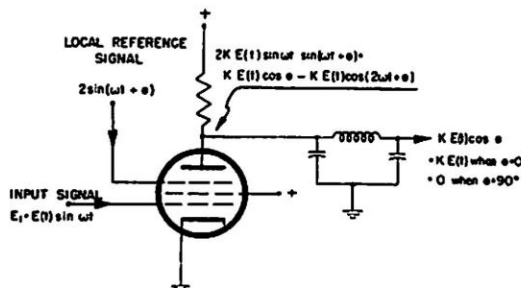 +
LOCAL REFERENCE
SIGNAL
2sin(ωt + θ)
2K E(t) sin ωt sin(ωt + θ) =
K E(t) cos θ − K E(t) cos(2ωt + θ)
K E(t) cos θ
= K E(t) when θ=0
= 0 when θ=90°
+
INPUT SIGNAL
E₁ = E(t) sin ωt